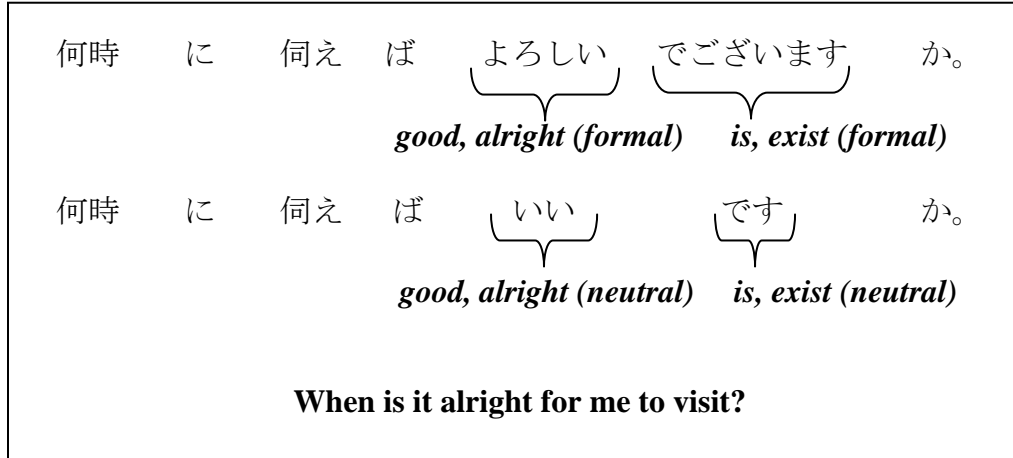 何時 に 伺え ば よろしい でございます か。
good, alright (formal) is, exist (formal)
何時 に 伺え ば いい です か。
good, alright (neutral) is, exist (neutral)
When is it alright for me to visit?